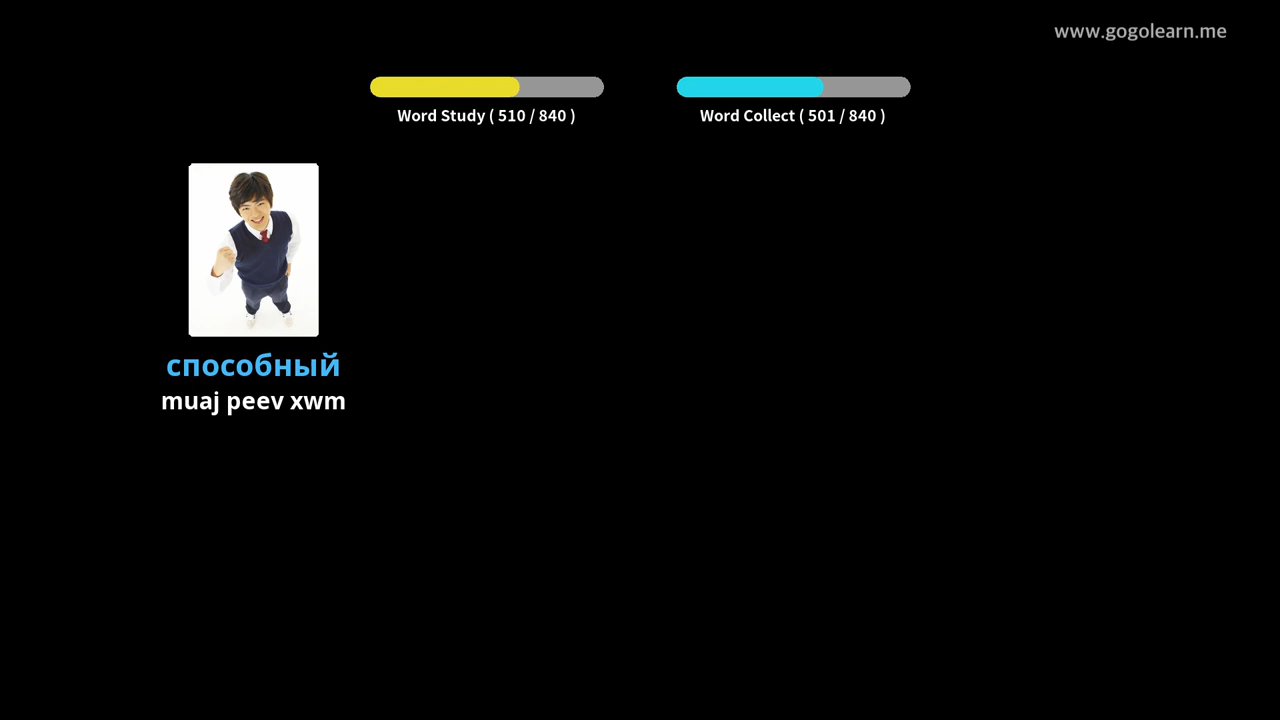 www.gogolearn.me
Word Study ( 510 / 840 )
Word Collect ( 501 / 840 )
способный
muaj peev xwm